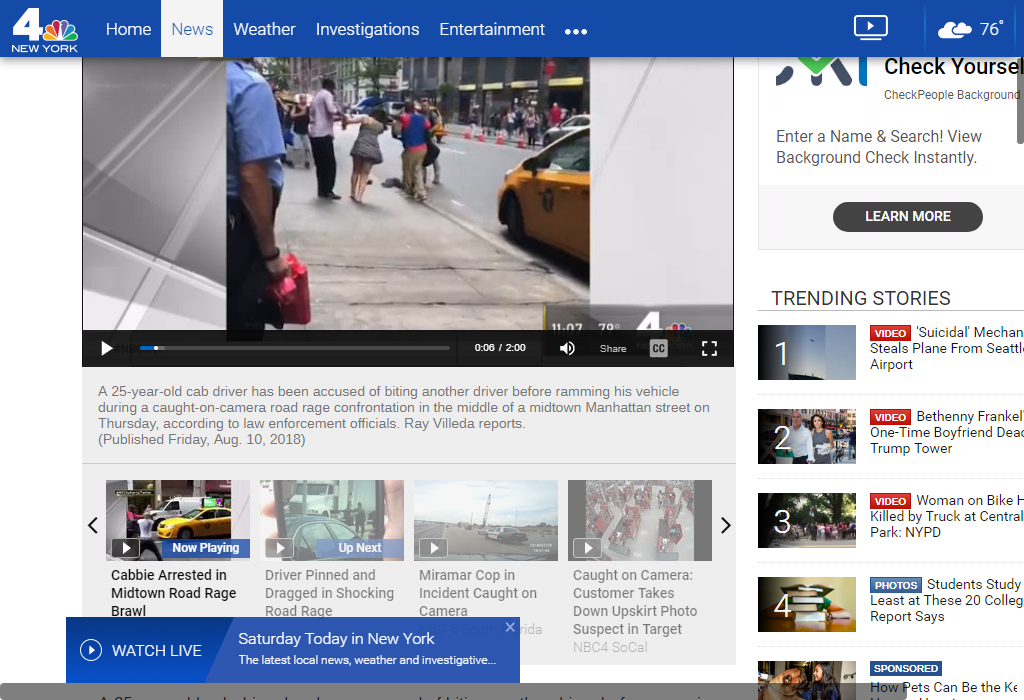 4
NEW YORK
Home
News
Weather
Investigations
Entertainment
76°
Check Yoursel
CheckPeople Background
Enter a Name & Search! View
Background Check Instantly.
LEARN MORE
11:07 79°
4
0:06 / 2:00
Share
CC
A 25-year-old cab driver has been accused of biting another driver before ramming his vehicle
during a caught-on-camera road rage confrontation in the middle of a midtown Manhattan street on
Thursday, according to law enforcement officials. Ray Villeda reports.
(Published Friday, Aug. 10, 2018)
Now Playing
Cabbie Arrested in
Midtown Road Rage
Brawl
Up Next
Driver Pinned and
Dragged in Shocking
Road Rage
Miramar Cop in
Incident Caught on
Camera
Caught on Camera:
Customer Takes
Down Upskirt Photo
Suspect in Target
NBC4 SoCal
WATCH LIVE
Saturday Today in New York
The latest local news, weather and investigative...
TRENDING STORIES
1
VIDEO 'Suicidal' Mechan
Steals Plane From Seattle
Airport
2
VIDEO Bethenny Frankel'
One-Time Boyfriend Dead
Trump Tower
3
VIDEO Woman on Bike H
Killed by Truck at Central
Park: NYPD
4
PHOTOS Students Study
Least at These 20 Colleg
Report Says
SPONSORED
How Pets Can Be the Ke